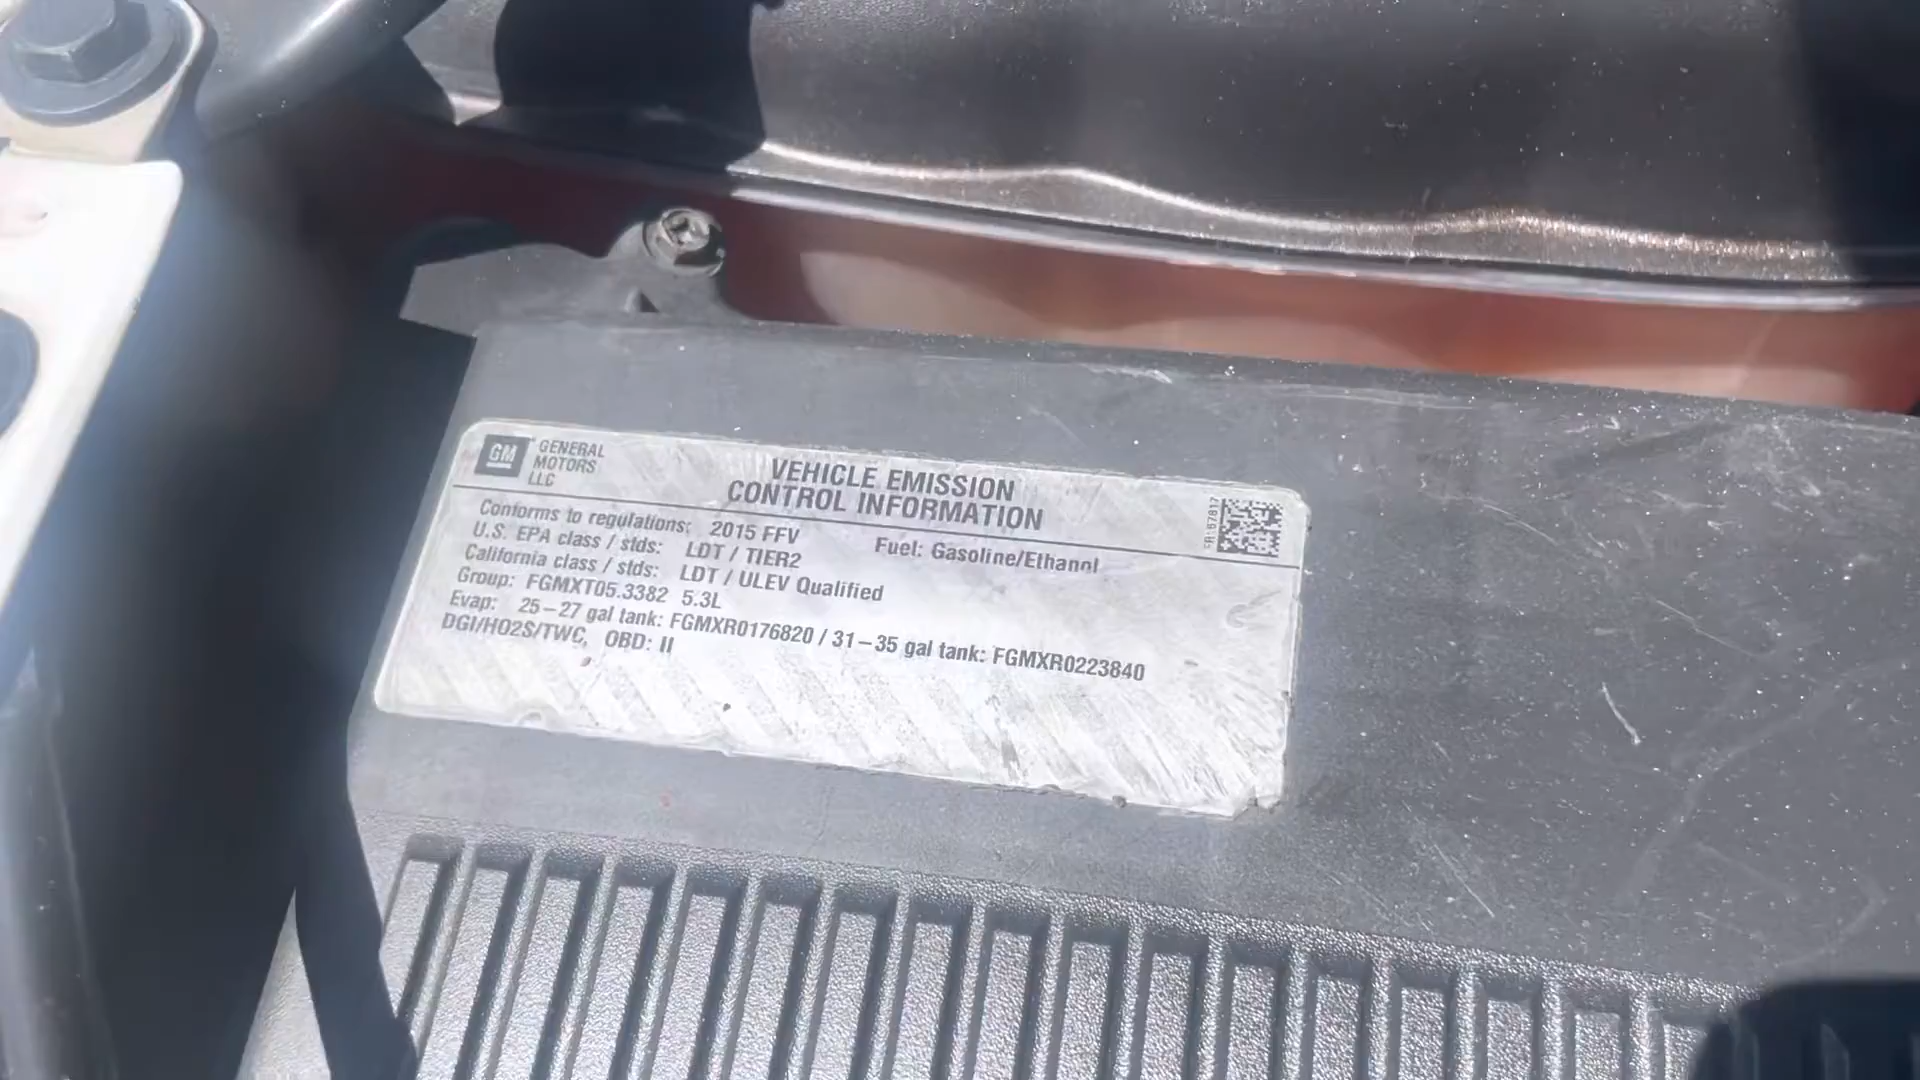 GM GENERAL
MOTORS
LLC
VEHICLE EMISSION
CONTROL INFORMATION
Conforms to regulations: 2015 FFV Fuel: Gasoline/Ethanol
U.S. EPA class / stds: LDT / TIER2
California class / stds: LDT / ULEV Qualified
Group: FGMXT05.3382 5.3L
Evap: 25-27 gal tank: FGMXR0176820 / 31-35 gal tank: FGMXR0223840
DGI/HO2S/TWC, OBD: II